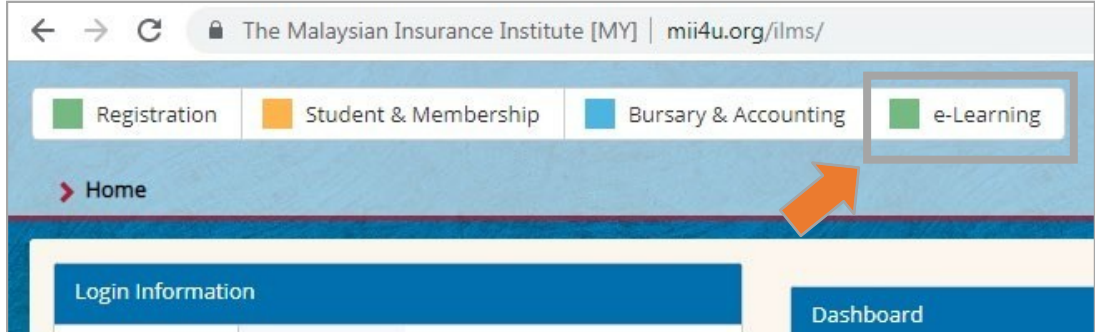 The Malaysian Insurance Institute [MY] | mii4u.org/ilms/
Registration Student & Membership Bursary & Accounting e-Learning
Home
Login Information
Dashboard